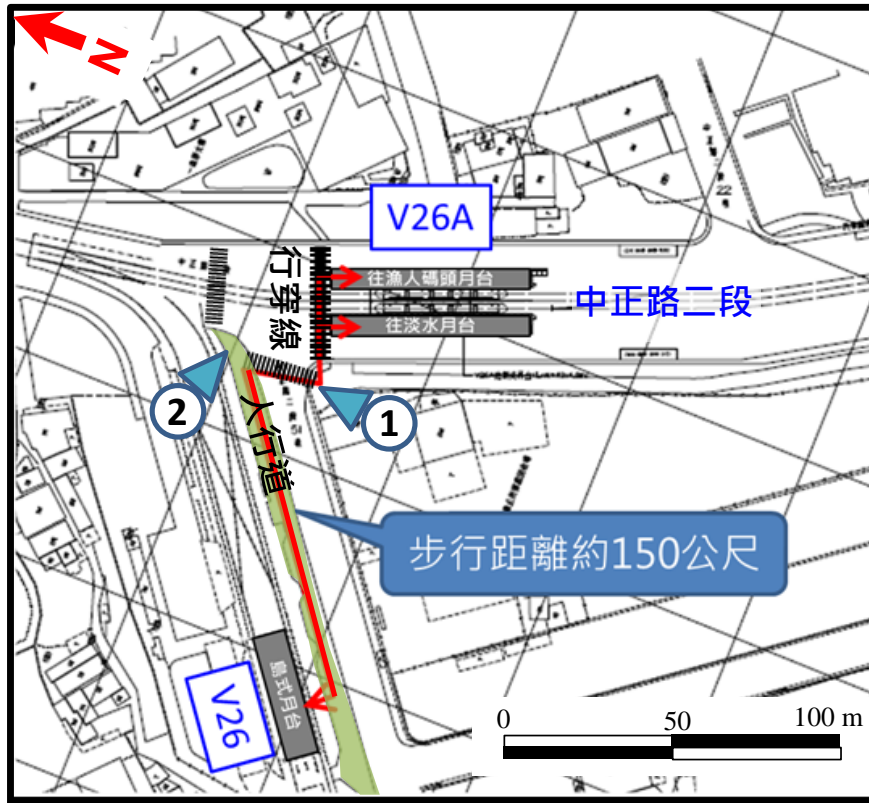 N
V26A
行穿線
往漁人碼頭月台
往淡水月台
中正路二段
2
1
人行道
步行距離約150公尺
V26
島式月台
0 50 100 m